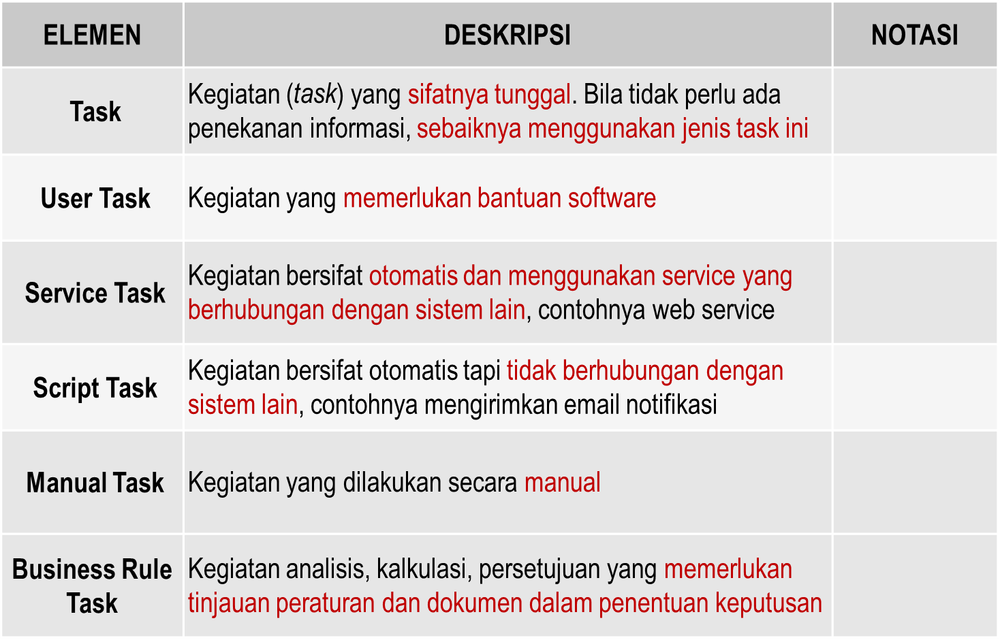 ELEMEN DESKRIPSI NOTASI
Task
Kegiatan (task) yang sifatnya tunggal. Bila tidak perlu ada
penekanan informasi, sebaiknya menggunakan jenis task ini
User Task
Kegiatan yang memerlukan bantuan software
Service Task
Kegiatan bersifat otomatis dan menggunakan service yang
berhubungan dengan sistem lain, contohnya web service
Script Task
Kegiatan bersifat otomatis tapi tidak berhubungan dengan
sistem lain, contohnya mengirimkan email notifikasi
Manual Task
Kegiatan yang dilakukan secara manual
Business Rule
Task
Kegiatan analisis, kalkulasi, persetujuan yang memerlukan
tinjauan peraturan dan dokumen dalam penentuan keputusan